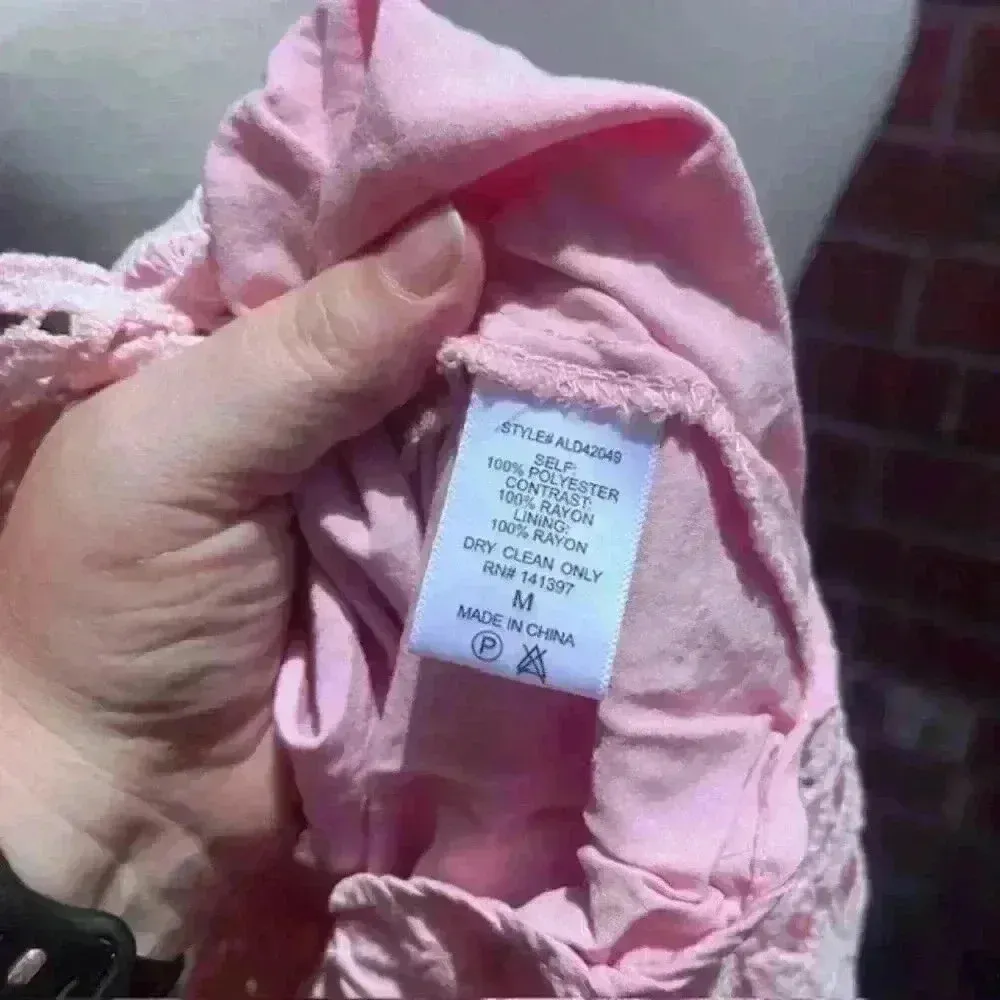 STYLE# ALD42049
SELF:
100% POLYESTER
CONTRAST:
100% RAYON
LINING:
100% RAYON
DRY CLEAN ONLY
RN# 141397
M
MADE IN CHINA
P